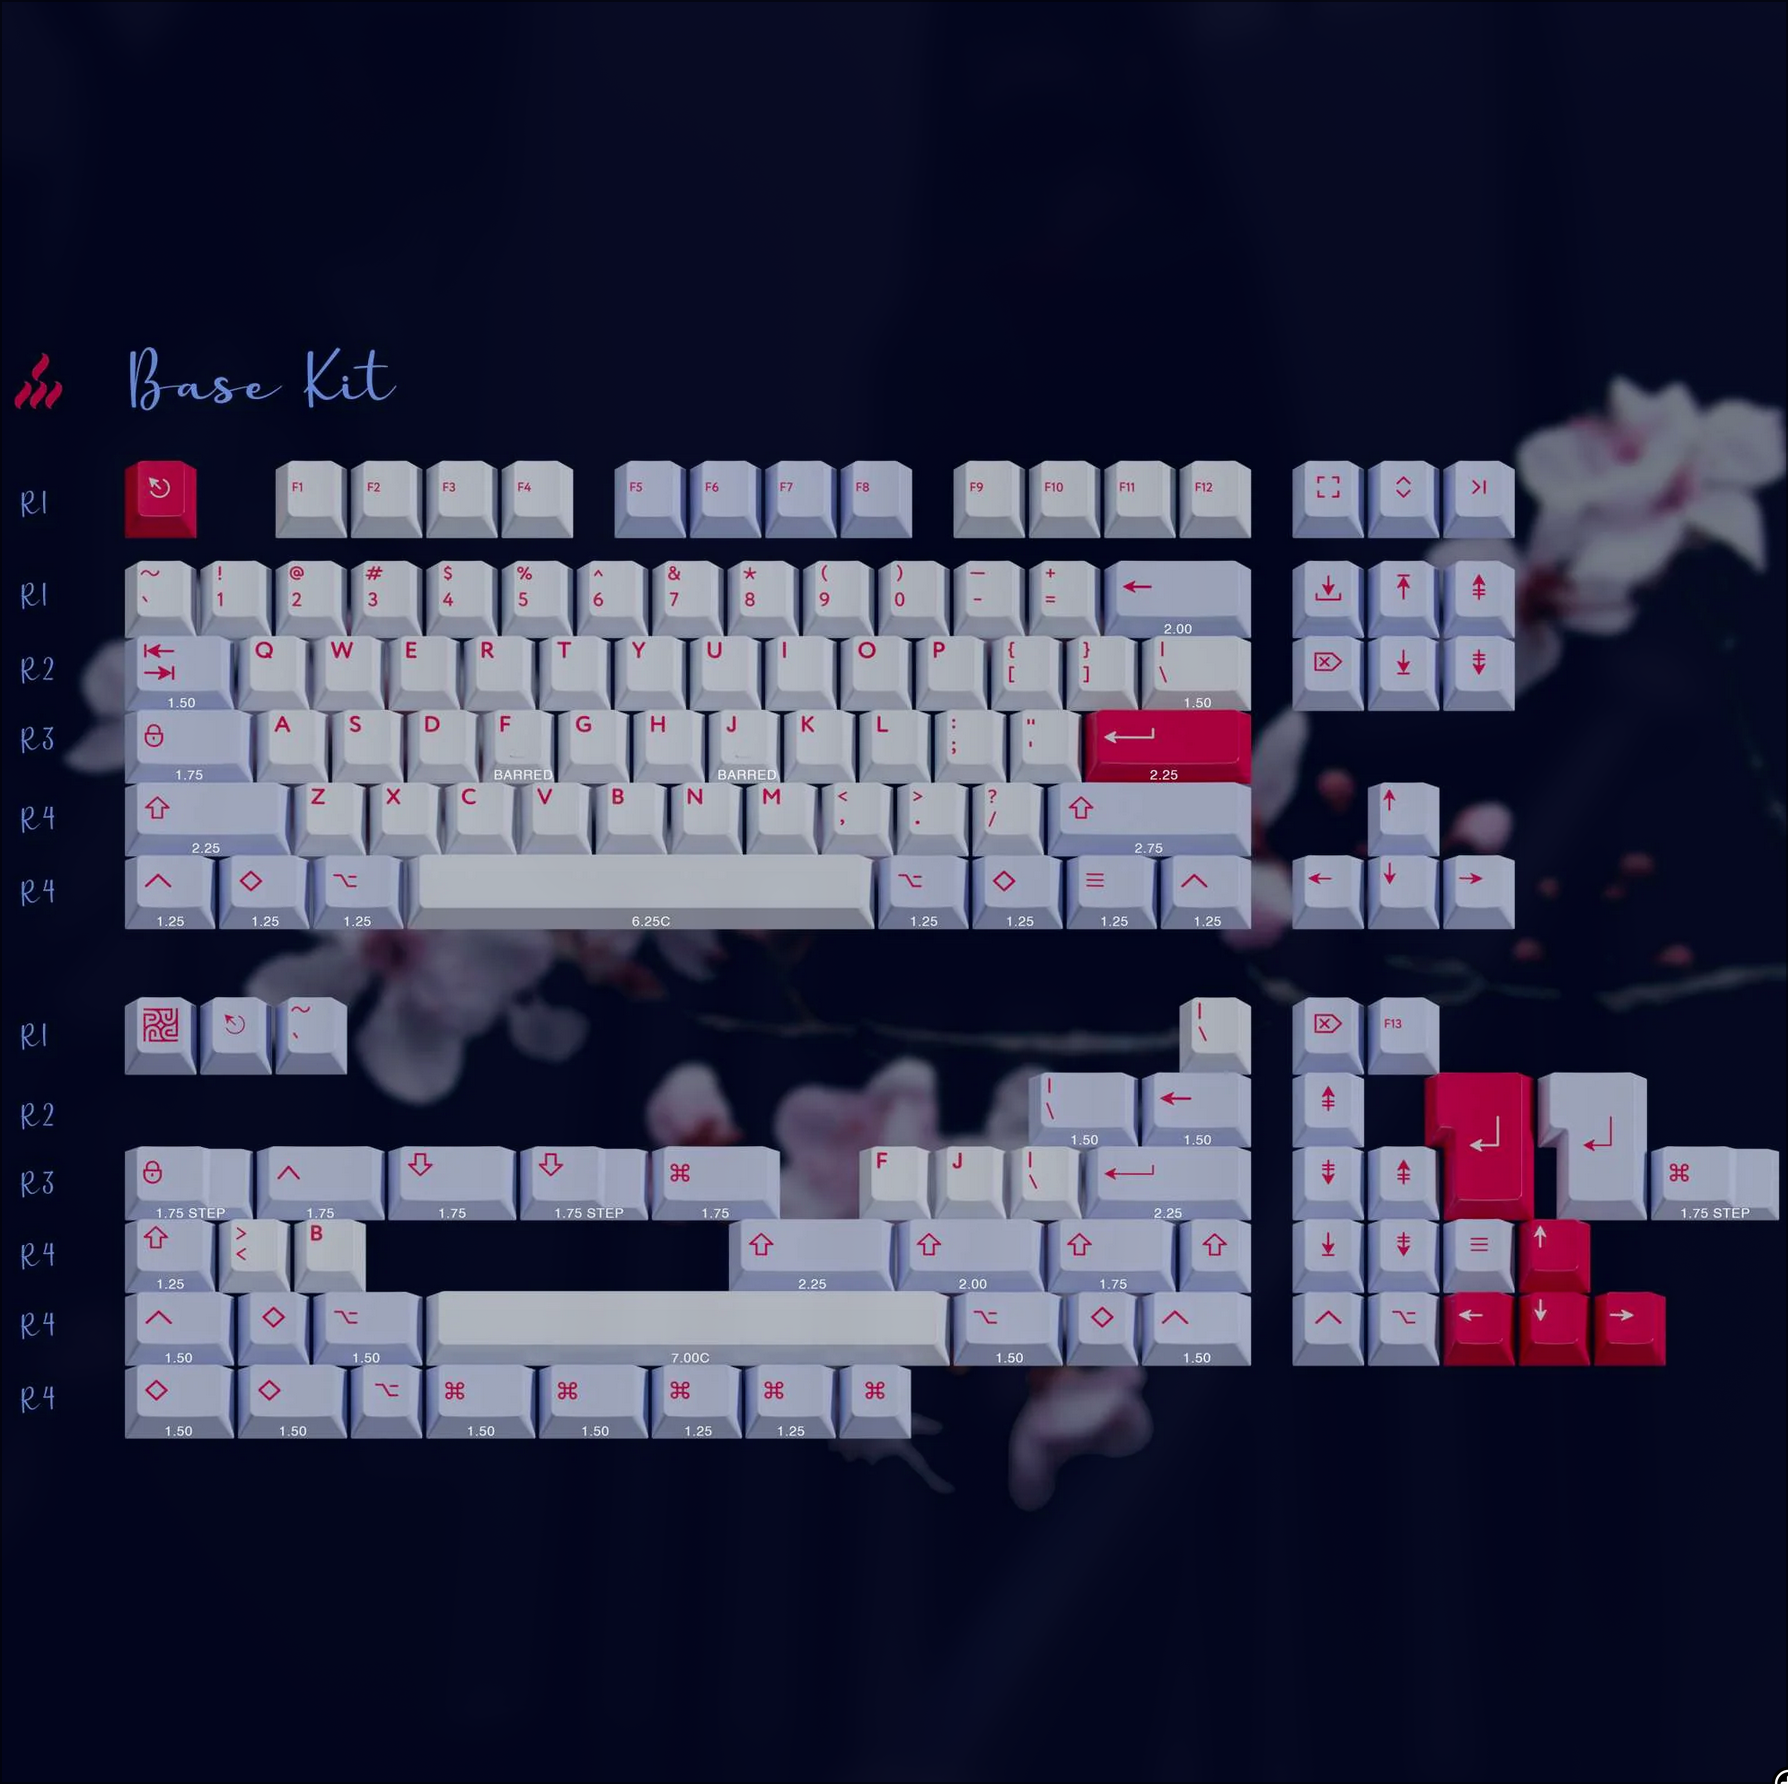 Base Kit
R1 F1 F2 F3 F4 F5 F6 F7 F8 F9 F10 F11 F12
~ ! @ # $ % ^ & * ( ) — +
R1 ` 1 2 3 4 5 6 7 8 9 0 - =
2.00
Q W E R T Y U I O P { } |
R2 [ ] \
1.50 1.50
A S D F G H J K L : "
R3 ; '
1.75 BARRED BARRED 2.25
Z X C V B N M < > ?
R4 , . /
2.25 2.75
R4
1.25 1.25 1.25 6.25C 1.25 1.25 1.25 1.25
~ |
R1 ` \ F13
|
R2 \
1.50 1.50
F J |
R3 \
1.75 STEP 1.75 1.75 1.75 STEP 1.75 2.25 1.75 STEP
> B
R4 <
1.25 2.25 2.00 1.75
R4
1.50 1.50 7.00C 1.50 1.50
R4
1.50 1.50 1.50 1.50 1.25 1.25